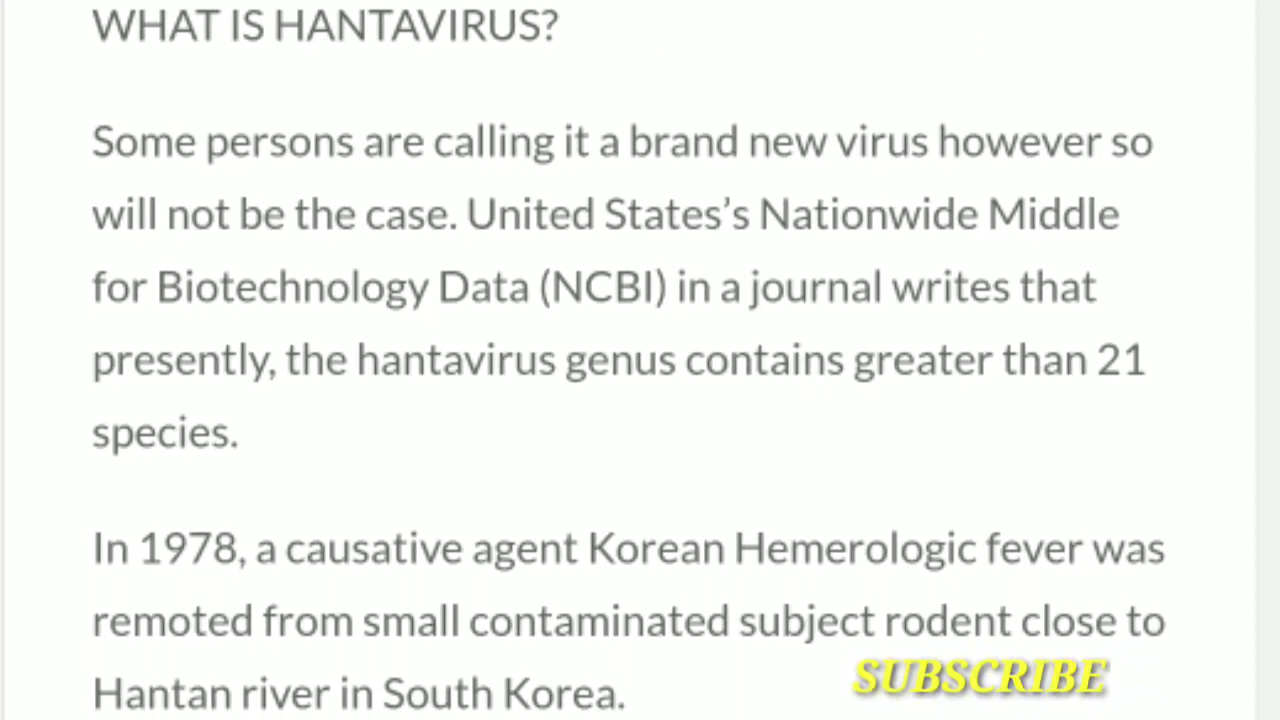 WHAT IS HANTAVIRUS?
Some persons are calling it a brand new virus however so
will not be the case. United States’s Nationwide Middle
for Biotechnology Data (NCBI) in a journal writes that
presently, the hantavirus genus contains greater than 21
species.
In 1978, a causative agent Korean Hemerologic fever was
remoted from small contaminated subject rodent close to
Hantan river in South Korea.
SUBSCRIBE